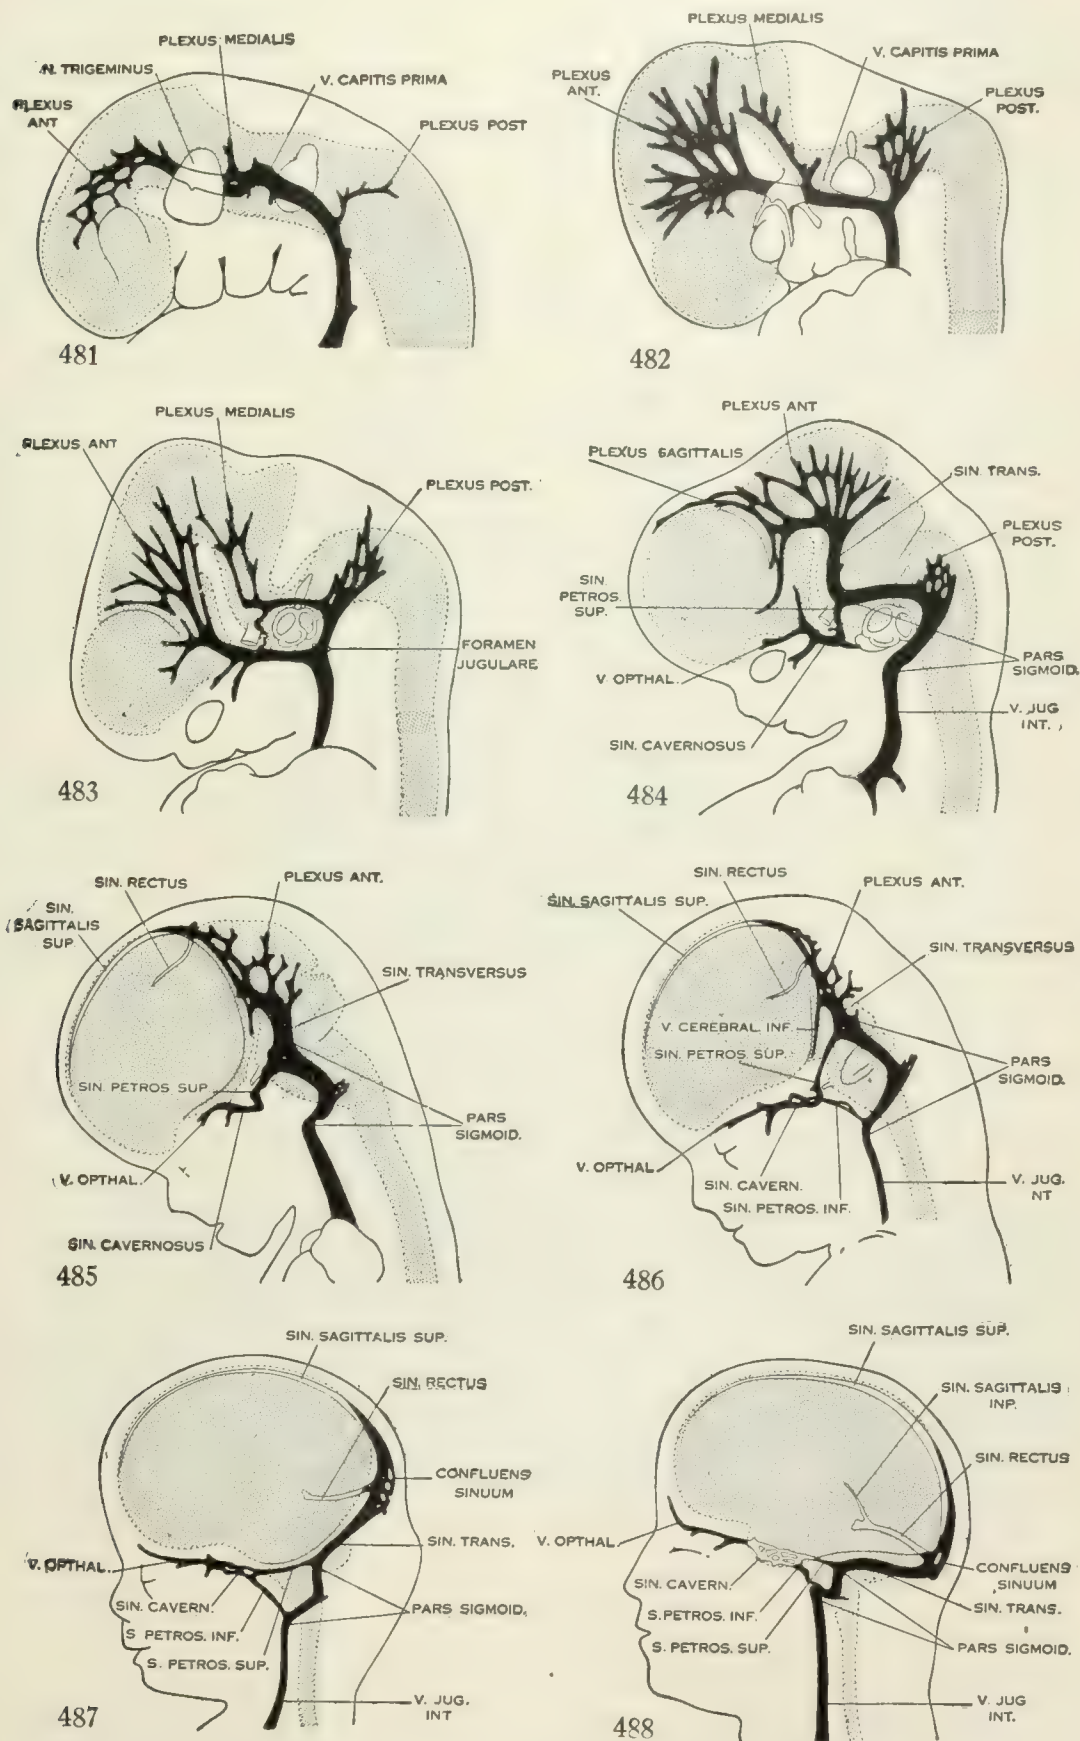 PLEXUS MEDIALIS
N. TRIGEMINUS
V. CAPITIS PRIMA
PLEXUS
ANT
PLEXUS POST
481
PLEXUS MEDIALIS
V. CAPITIS PRIMA
PLEXUS
ANT.
PLEXUS
POST.
482
PLEXUS MEDIALIS
PLEXUS ANT
PLEXUS POST.
FORAMEN
JUGULARE
483
PLEXUS ANT
PLEXUS SAGITTALIS
SIN. TRANS.
PLEXUS
POST.
SIN.
PETROS.
SUP.
PARS
SIGMOID.
V. OPTHAL.
V. JUG
INT.
SIN. CAVERNOSUS
484
SIN. RECTUS
PLEXUS ANT.
SIN.
SAGITTALIS
SUP.
SIN. TRANSVERSUS
SIN. PETROS. SUP.
PARS
SIGMOID.
V. OPTHAL.
SIN. CAVERNOSUS
485
SIN. RECTUS
SIN. SAGITTALIS SUP.
PLEXUS ANT.
SIN. TRANSVERSUS
V. CEREBRAL INF.
SIN. PETROS. SUP.
PARS
SIGMOID.
V. OPTHAL.
SIN. CAVERN.
SIN. PETROS. INF.
V. JUG.
NT
486
SIN. SAGITTALIS SUP.
SIN. RECTUS
CONFLUENS
SINUUM
SIN. TRANS.
V. OPTHAL.
SIN. CAVERN.
PARS SIGMOID.
S PETROS. INF.
S. PETROS. SUP.
V. JUG.
INT
487
SIN. SAGITTALIS SUP.
SIN. SAGITTALIS
INP.
SIN. RECTUS
V. OPTHAL.
CONFLUENS
SINUUM
SIN. CAVERN.
SIN. TRANS.
S. PETROS. INF.
S. PETROS. SUP.
PARS SIGMOID.
V. JUG
INT.
488